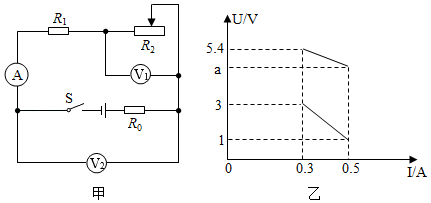 R₁
R₂
A
V₁
S
R₀
V₂
甲
U/V
5.4
a
3
1
0
0.3
0.5
I/A
乙